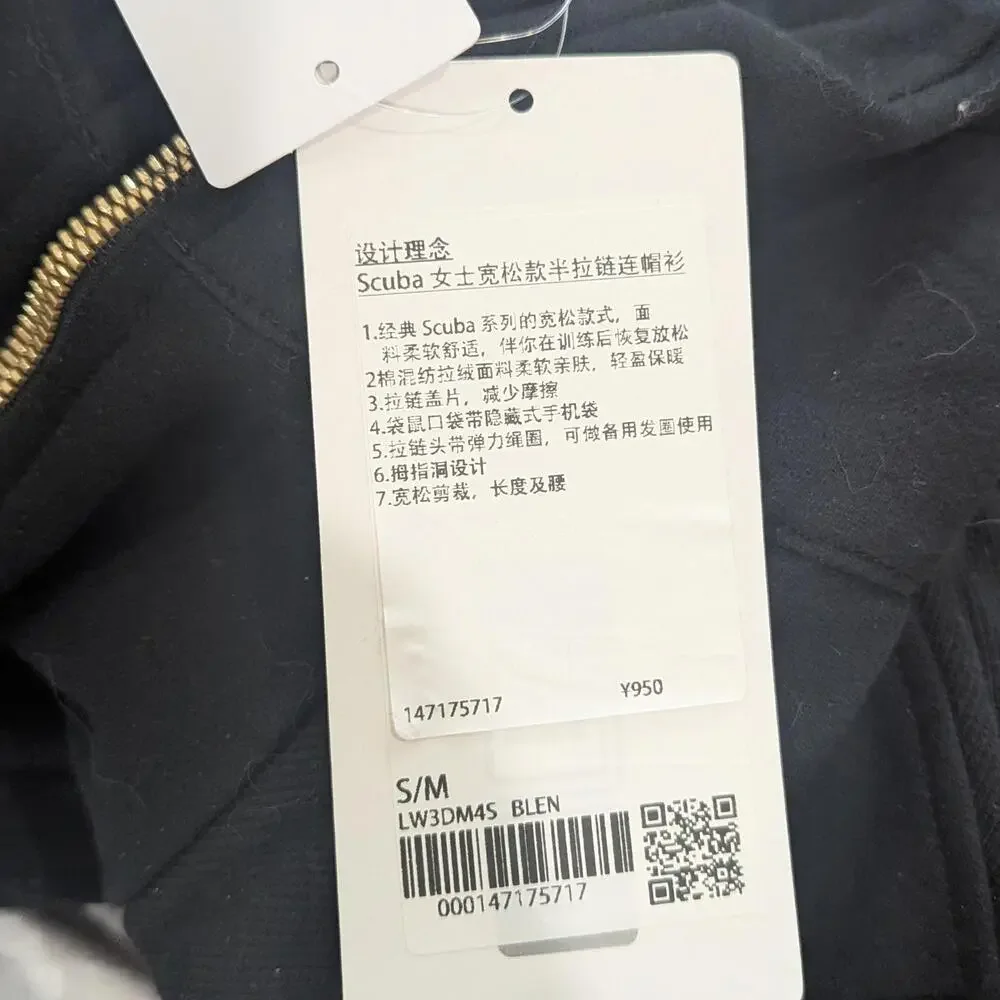 设计理念
Scuba 女士宽松款半拉链连帽衫
1.经典 Scuba 系列的宽松款式，面
料柔软舒适，伴你在训练后恢复放松
2棉混纺拉绒面料柔软亲肤，轻盈保暖
3.拉链盖片，减少摩擦
4.袋鼠口袋带隐藏式手机袋
5.拉链头带弹力绳圈，可做备用发圈使用
6.拇指洞设计
7.宽松剪裁，长度及腰
147175717 ¥950
S/M
LW3DM4S BLEN
000147175717